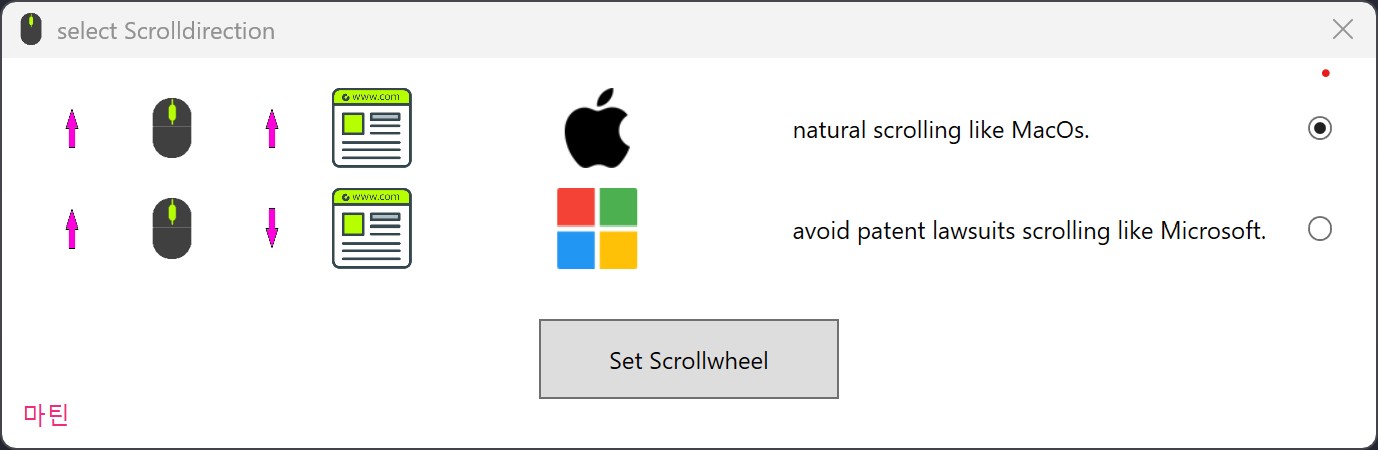 select Scrolldirection
www.com
natural scrolling like MacOs.
www.com
avoid patent lawsuits scrolling like Microsoft.
Set Scrollwheel
마틴